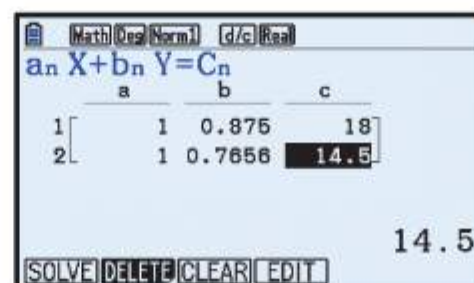 Math Deg Norm1 d/c Real
an X+bn Y=Cn
a b c
1 1 0.875 18
2 1 0.7656 14.5
14.5
SOLVE DELETE CLEAR EDIT